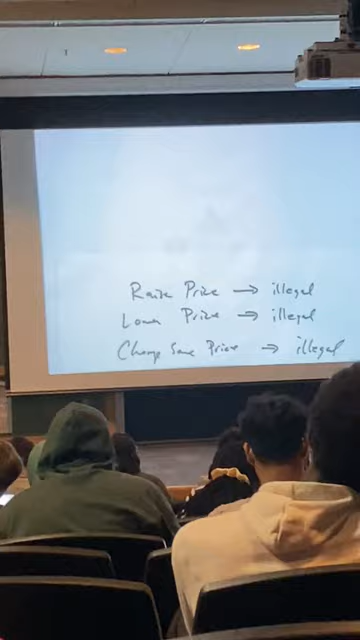 Raise Price → illegal
Lower Price → illegal
Charge Same Price → illegal